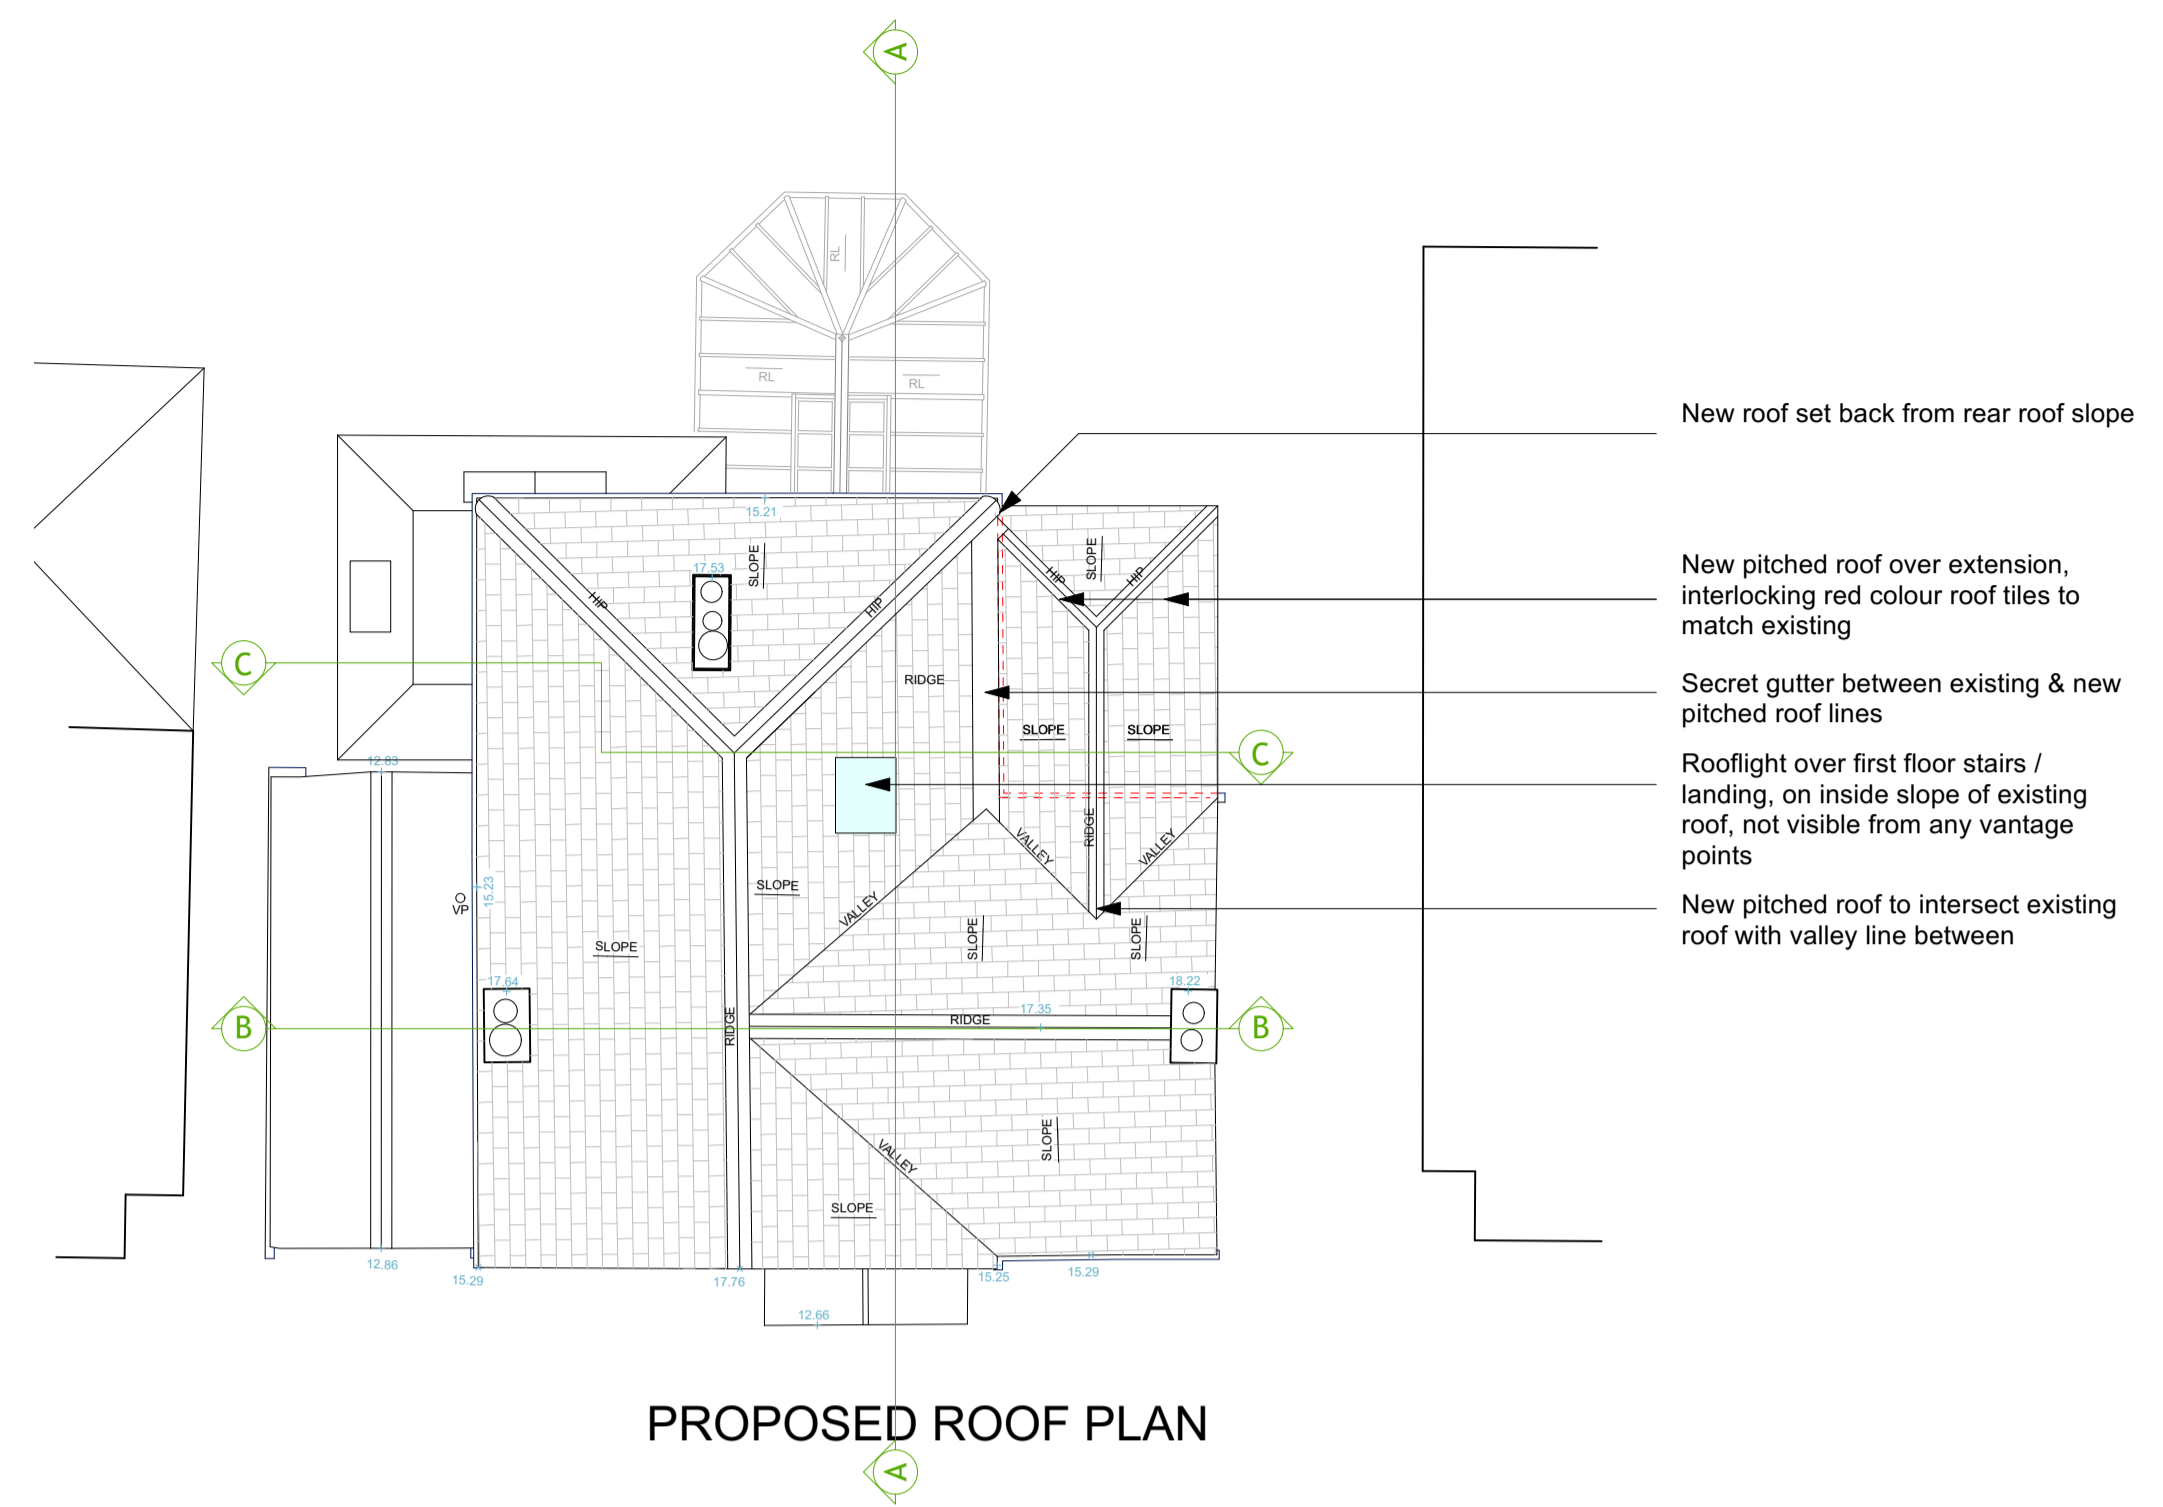 A
RL
RL
RL
New roof set back from rear roof slope
15.21
SLOPE
17.53
SLOPE
HIP
HIP
HIP
HIP
New pitched roof over extension,
interlocking red colour roof tiles to
match existing
C
RIDGE
Secret gutter between existing & new
pitched roof lines
SLOPE
SLOPE
12.83
C
Rooflight over first floor stairs /
landing, on inside slope of existing
roof, not visible from any vantage
points
RIDGE
VALLEY
VALLEY
15.23
VP
SLOPE
VALLEY
New pitched roof to intersect existing
roof with valley line between
SLOPE
SLOPE
SLOPE
17.64
18.22
17.35
RIDGE
RIDGE
B
B
VALLEY
SLOPE
SLOPE
12.86
15.29
17.76
15.25
15.29
12.66
PROPOSED ROOF PLAN
A